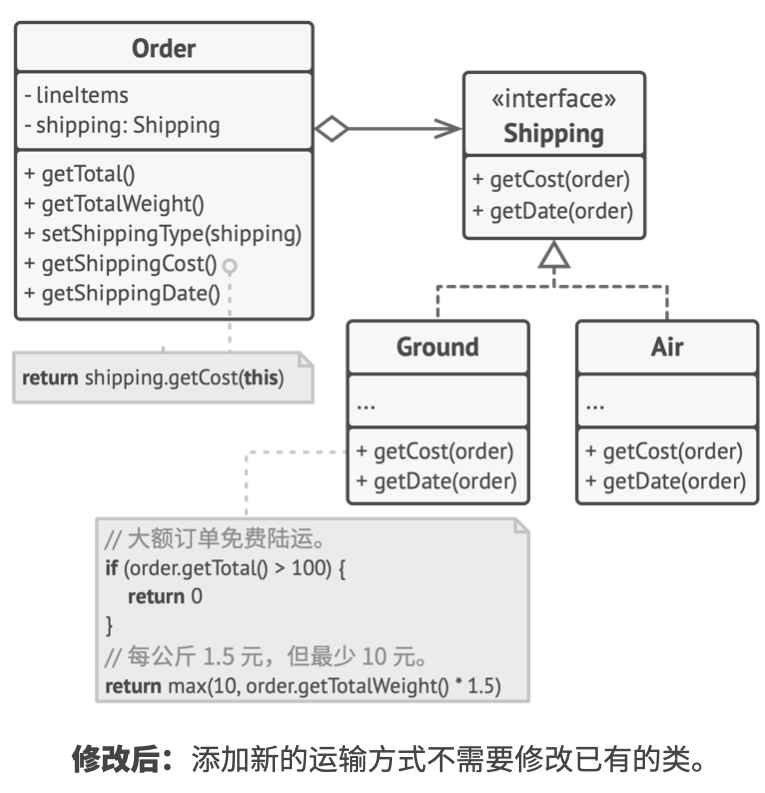 Order
- lineItems
- shipping: Shipping
+ getTotal()
+ getTotalWeight()
+ setShippingType(shipping)
+ getShippingCost()
+ getShippingDate()
return shipping.getCost(this)
«interface»
Shipping
+ getCost(order)
+ getDate(order)
Ground
...
+ getCost(order)
+ getDate(order)
Air
...
+ getCost(order)
+ getDate(order)
// 大额订单免费陆运。
if (order.getTotal() > 100) {
return 0
}
// 每公斤 1.5 元，但最少 10 元。
return max(10, order.getTotalWeight() * 1.5)
修改后：添加新的运输方式不需要修改已有的类。